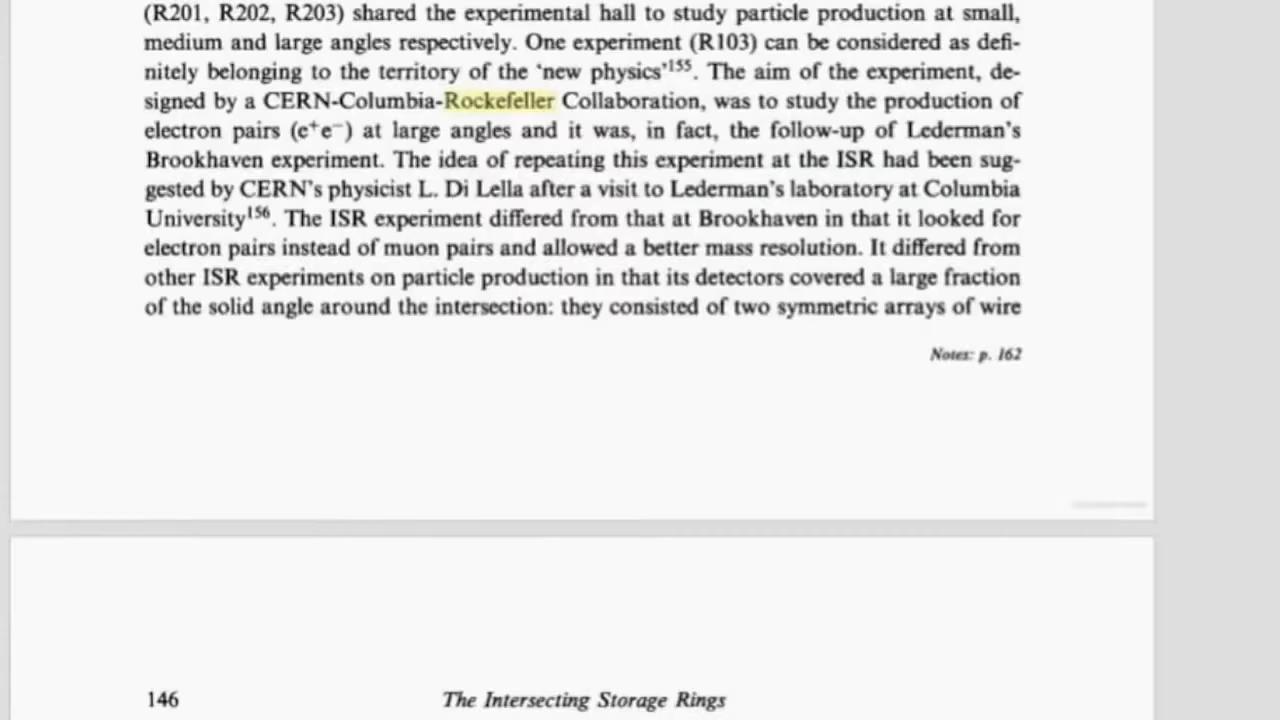 (R201, R202, R203) shared the experimental hall to study particle production at small,
medium and large angles respectively. One experiment (R103) can be considered as defi-
nitely belonging to the territory of the ‘new physics’¹⁵⁵. The aim of the experiment, de-
signed by a CERN-Columbia-Rockefeller Collaboration, was to study the production of
electron pairs (e⁺e⁻) at large angles and it was, in fact, the follow-up of Lederman’s
Brookhaven experiment. The idea of repeating this experiment at the ISR had been sug-
gested by CERN’s physicist L. Di Lella after a visit to Lederman’s laboratory at Columbia
University¹⁵⁶. The ISR experiment differed from that at Brookhaven in that it looked for
electron pairs instead of muon pairs and allowed a better mass resolution. It differed from
other ISR experiments on particle production in that its detectors covered a large fraction
of the solid angle around the intersection: they consisted of two symmetric arrays of wire
Notes: p. 162
146 The Intersecting Storage Rings